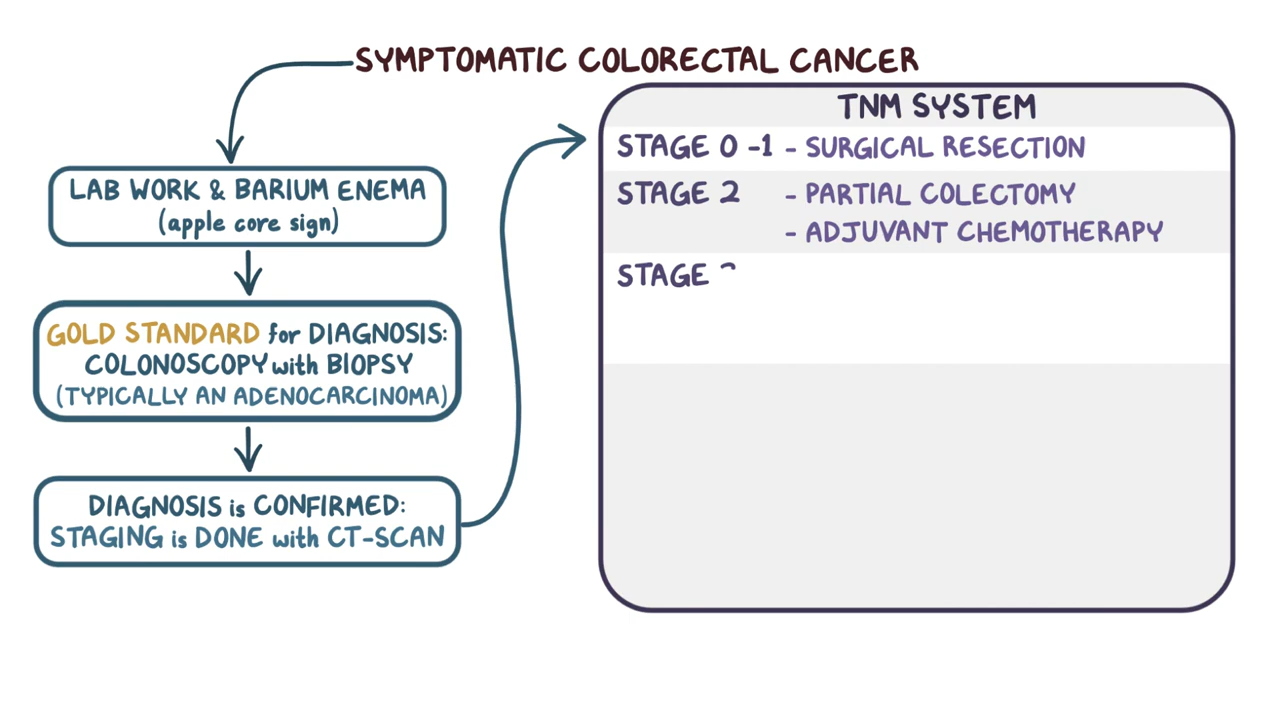 SYMPTOMATIC COLORECTAL CANCER
LAB WORK & BARIUM ENEMA
(apple core sign)
GOLD STANDARD for DIAGNOSIS:
COLONOSCOPY with BIOPSY
(TYPICALLY AN ADENOCARCINOMA)
DIAGNOSIS is CONFIRMED:
STAGING is DONE with CT-SCAN
TNM SYSTEM
STAGE 0 -1 - SURGICAL RESECTION
STAGE 2 - PARTIAL COLECTOMY
- ADJUVANT CHEMOTHERAPY
STAGE